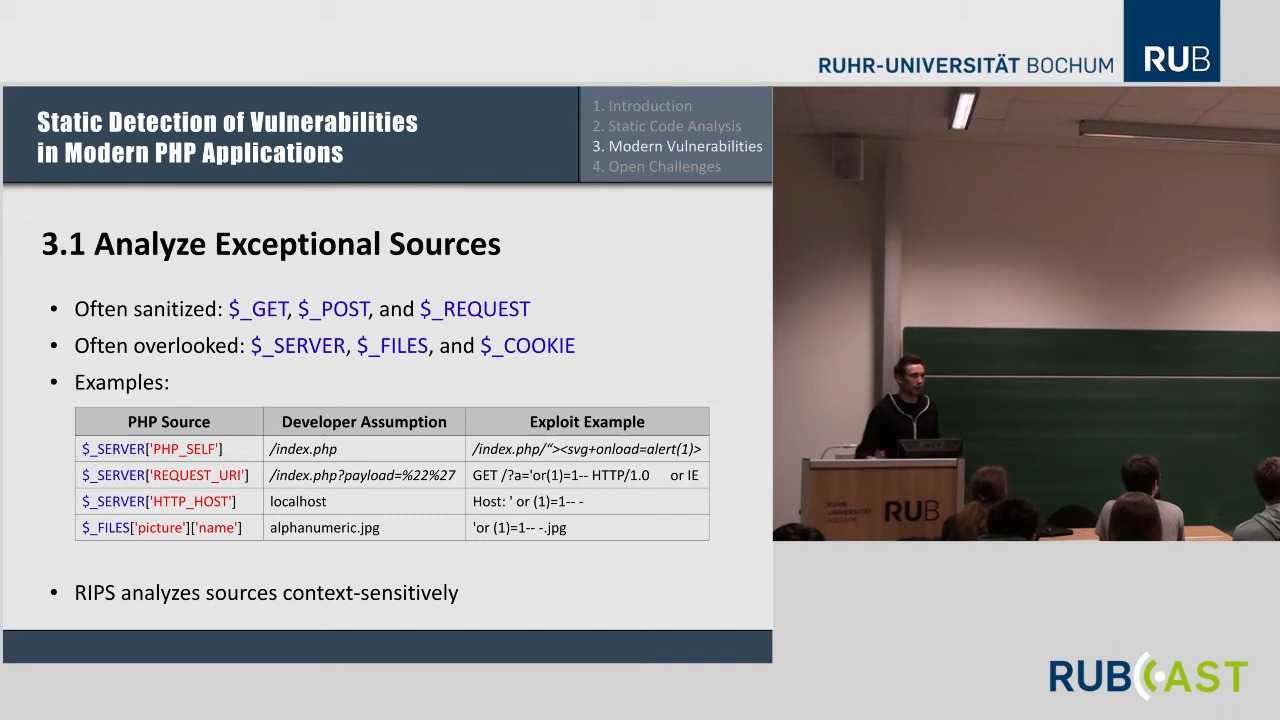 RUHR-UNIVERSITÄT BOCHUM
RUB
Static Detection of Vulnerabilities
in Modern PHP Applications
1. Introduction
2. Static Code Analysis
3. Modern Vulnerabilities
4. Open Challenges
3.1 Analyze Exceptional Sources
• Often sanitized: $_GET, $_POST, and $_REQUEST
• Often overlooked: $_SERVER, $_FILES, and $_COOKIE
• Examples:
PHP Source Developer Assumption Exploit Example
$_SERVER['PHP_SELF'] /index.php /index.php/“><svg+onload=alert(1)>
$_SERVER['REQUEST_URI'] /index.php?payload=%22%27 GET /?a='or(1)=1-- HTTP/1.0 or IE
$_SERVER['HTTP_HOST'] localhost Host: ' or (1)=1-- -
$_FILES['picture']['name'] alphanumeric.jpg 'or (1)=1-- -.jpg
• RIPS analyzes sources context-sensitively
RUHR
UNIVERSITÄT
BOCHUM
RUB
RUBCAST